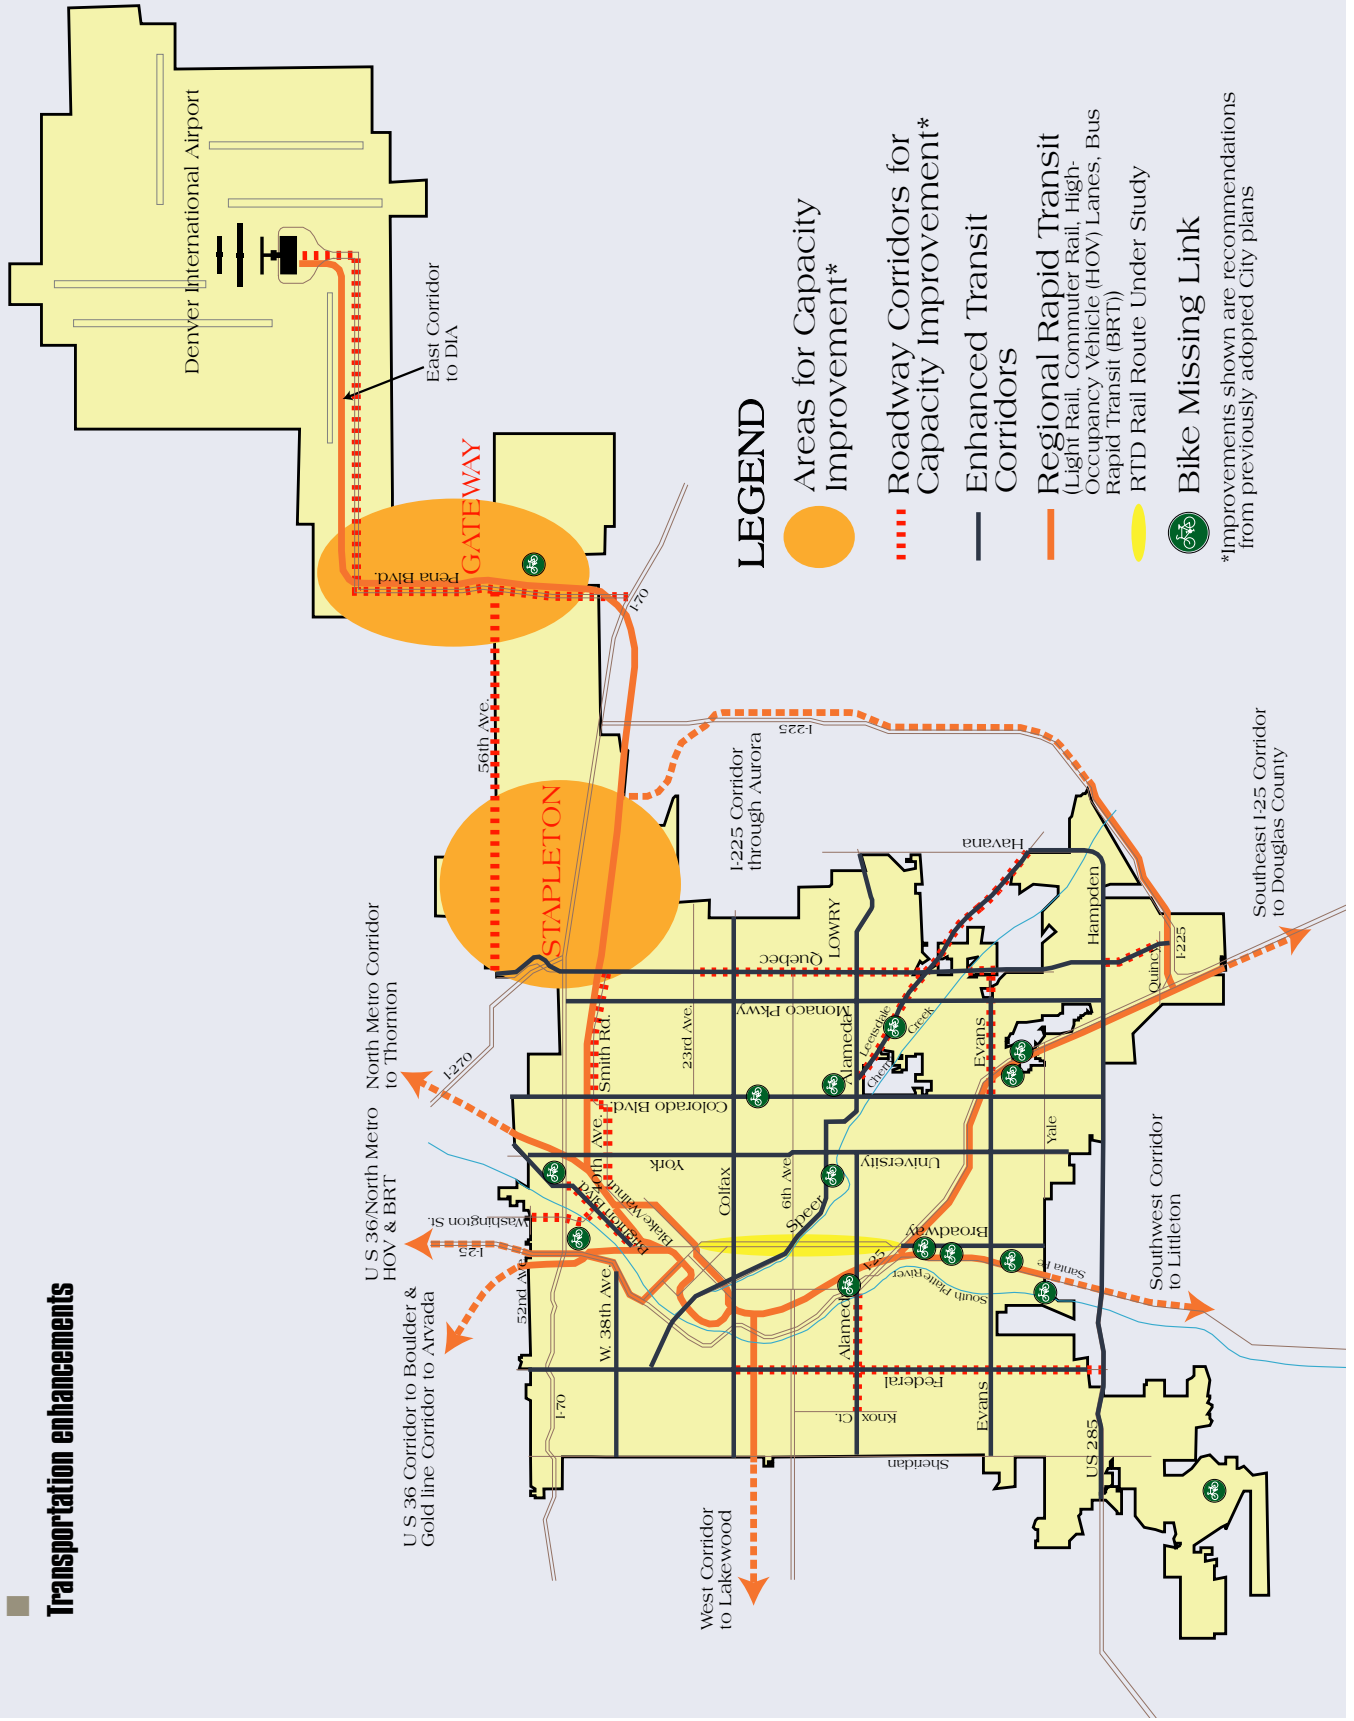 Transportation enhancements
Denver International Airport
East Corridor
to DIA
GATEWAY
Pena Blvd.
I-70
56th Ave.
STAPLETON
I-225
I-225 Corridor
through Aurora
North Metro Corridor
to Thornton
I-270
U S 36/North Metro
HOV & BRT
I-25
U S 36 Corridor to Boulder &
Gold line Corridor to Arvada
52nd Ave.
Washington St.
Brighton Blvd.
40th Ave.
Smith Rd.
Blake/Walnut
W. 38th Ave.
I-70
23rd Ave.
Colorado Blvd.
York
Colfax
6th Ave.
Speer
University
Monaco Pkwy
Quebec
LOWRY
Havana
Alameda
Leetsdale
Cherry
Creek
Evans
Hampden
Quincy
I-225
Yale
Broadway
I-25
South Platte River
Santa Fe
Alameda
Federal
Knox
Ct.
Evans
Sheridan
US 285
West Corridor
to Lakewood
Southwest Corridor
to Littleton
Southeast I-25 Corridor
to Douglas County
LEGEND
Areas for Capacity
Improvement*
Roadway Corridors for
Capacity Improvement*
Enhanced Transit
Corridors
Regional Rapid Transit
(Light Rail, Commuter Rail, High-
Occupancy Vehicle (HOV) Lanes, Bus
Rapid Transit (BRT))
RTD Rail Route Under Study
Bike Missing Link
*Improvements shown are recommendations
from previously adopted City plans